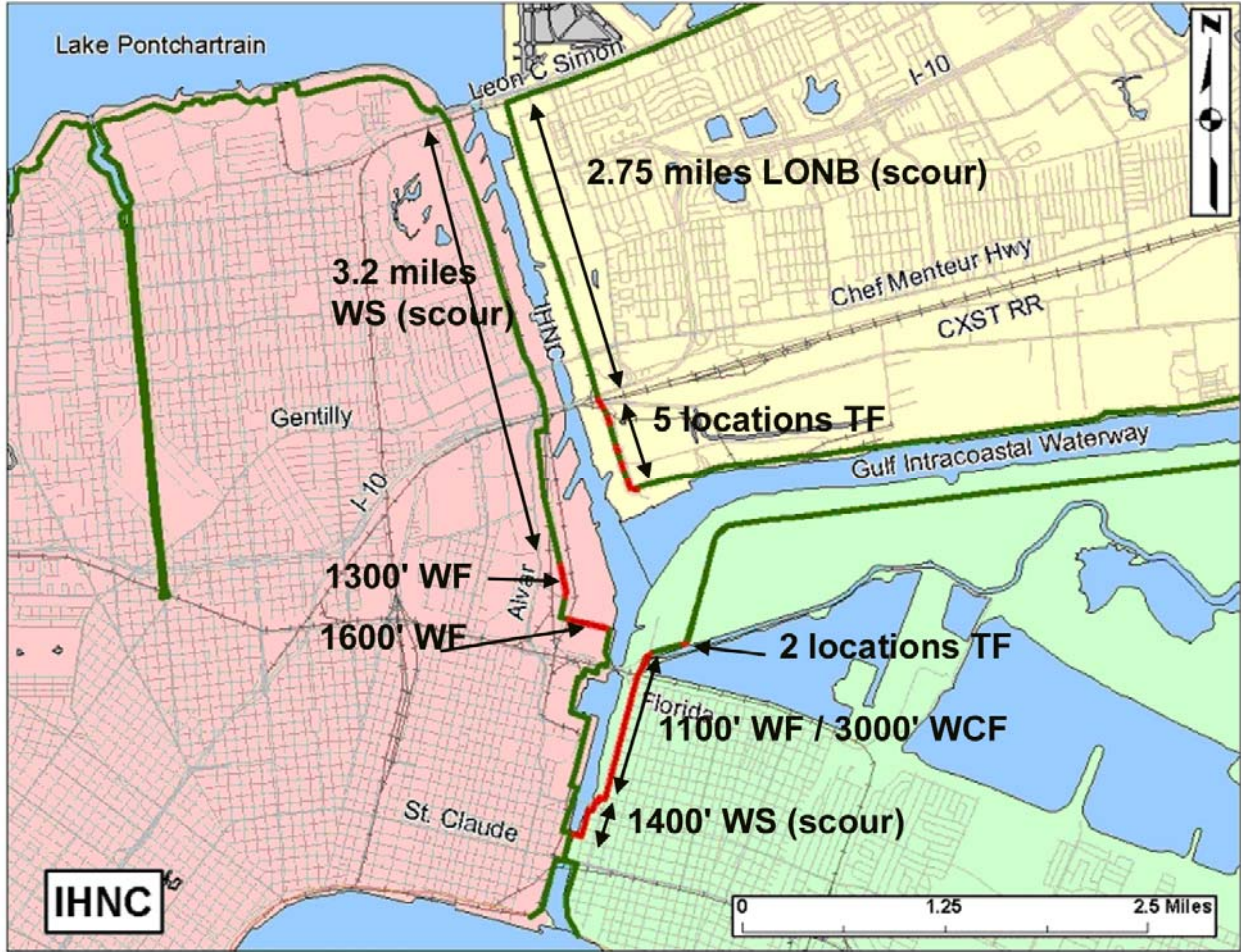 Lake Pontchartrain
Leon C Simon
I-10
N
2.75 miles LONB (scour)
3.2 miles
WS (scour)
IHNC
Chef Menteur Hwy
CXST RR
Gentilly
5 locations TF
Gulf Intracoastal Waterway
I-10
1300' WF
Alvar
1600' WF
2 locations TF
Florida
1100' WF / 3000' WCF
St. Claude
1400' WS (scour)
IHNC
0 1.25 2.5 Miles